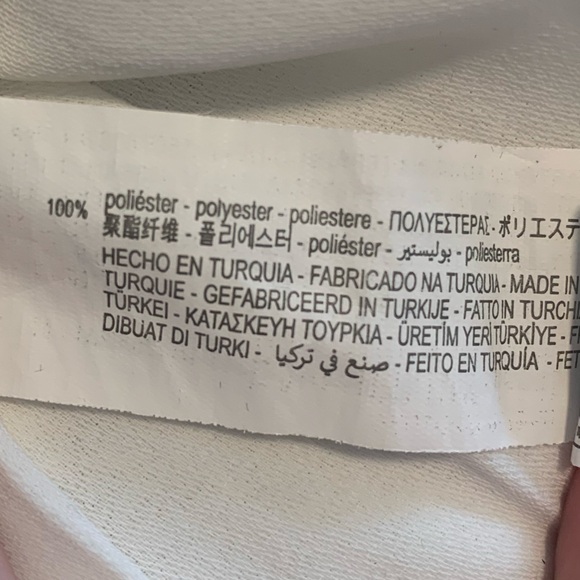 100% poliéster - polyester - poliestere - ΠΟΛΥΕΣΤΕΡΑΣ - ポリエステ
聚酯纤维 - 폴리에스터 - poliéster - بوليستير - poliesterra
HECHO EN TURQUIA - FABRICADO NA TURQUIA - MADE IN
TURQUIE - GEFABRICEERD IN TURKIJE - FATTO IN TURCHI
TÜRKEI - ΚΑΤΑΣΚΕΥΗ ΤΟΥΡΚΙΑ - ÜRETİM YERİ TÜRKİYE -
DIBUAT DI TURKI - صنع في تركيا - FEITO EN TURQUÍA - FET